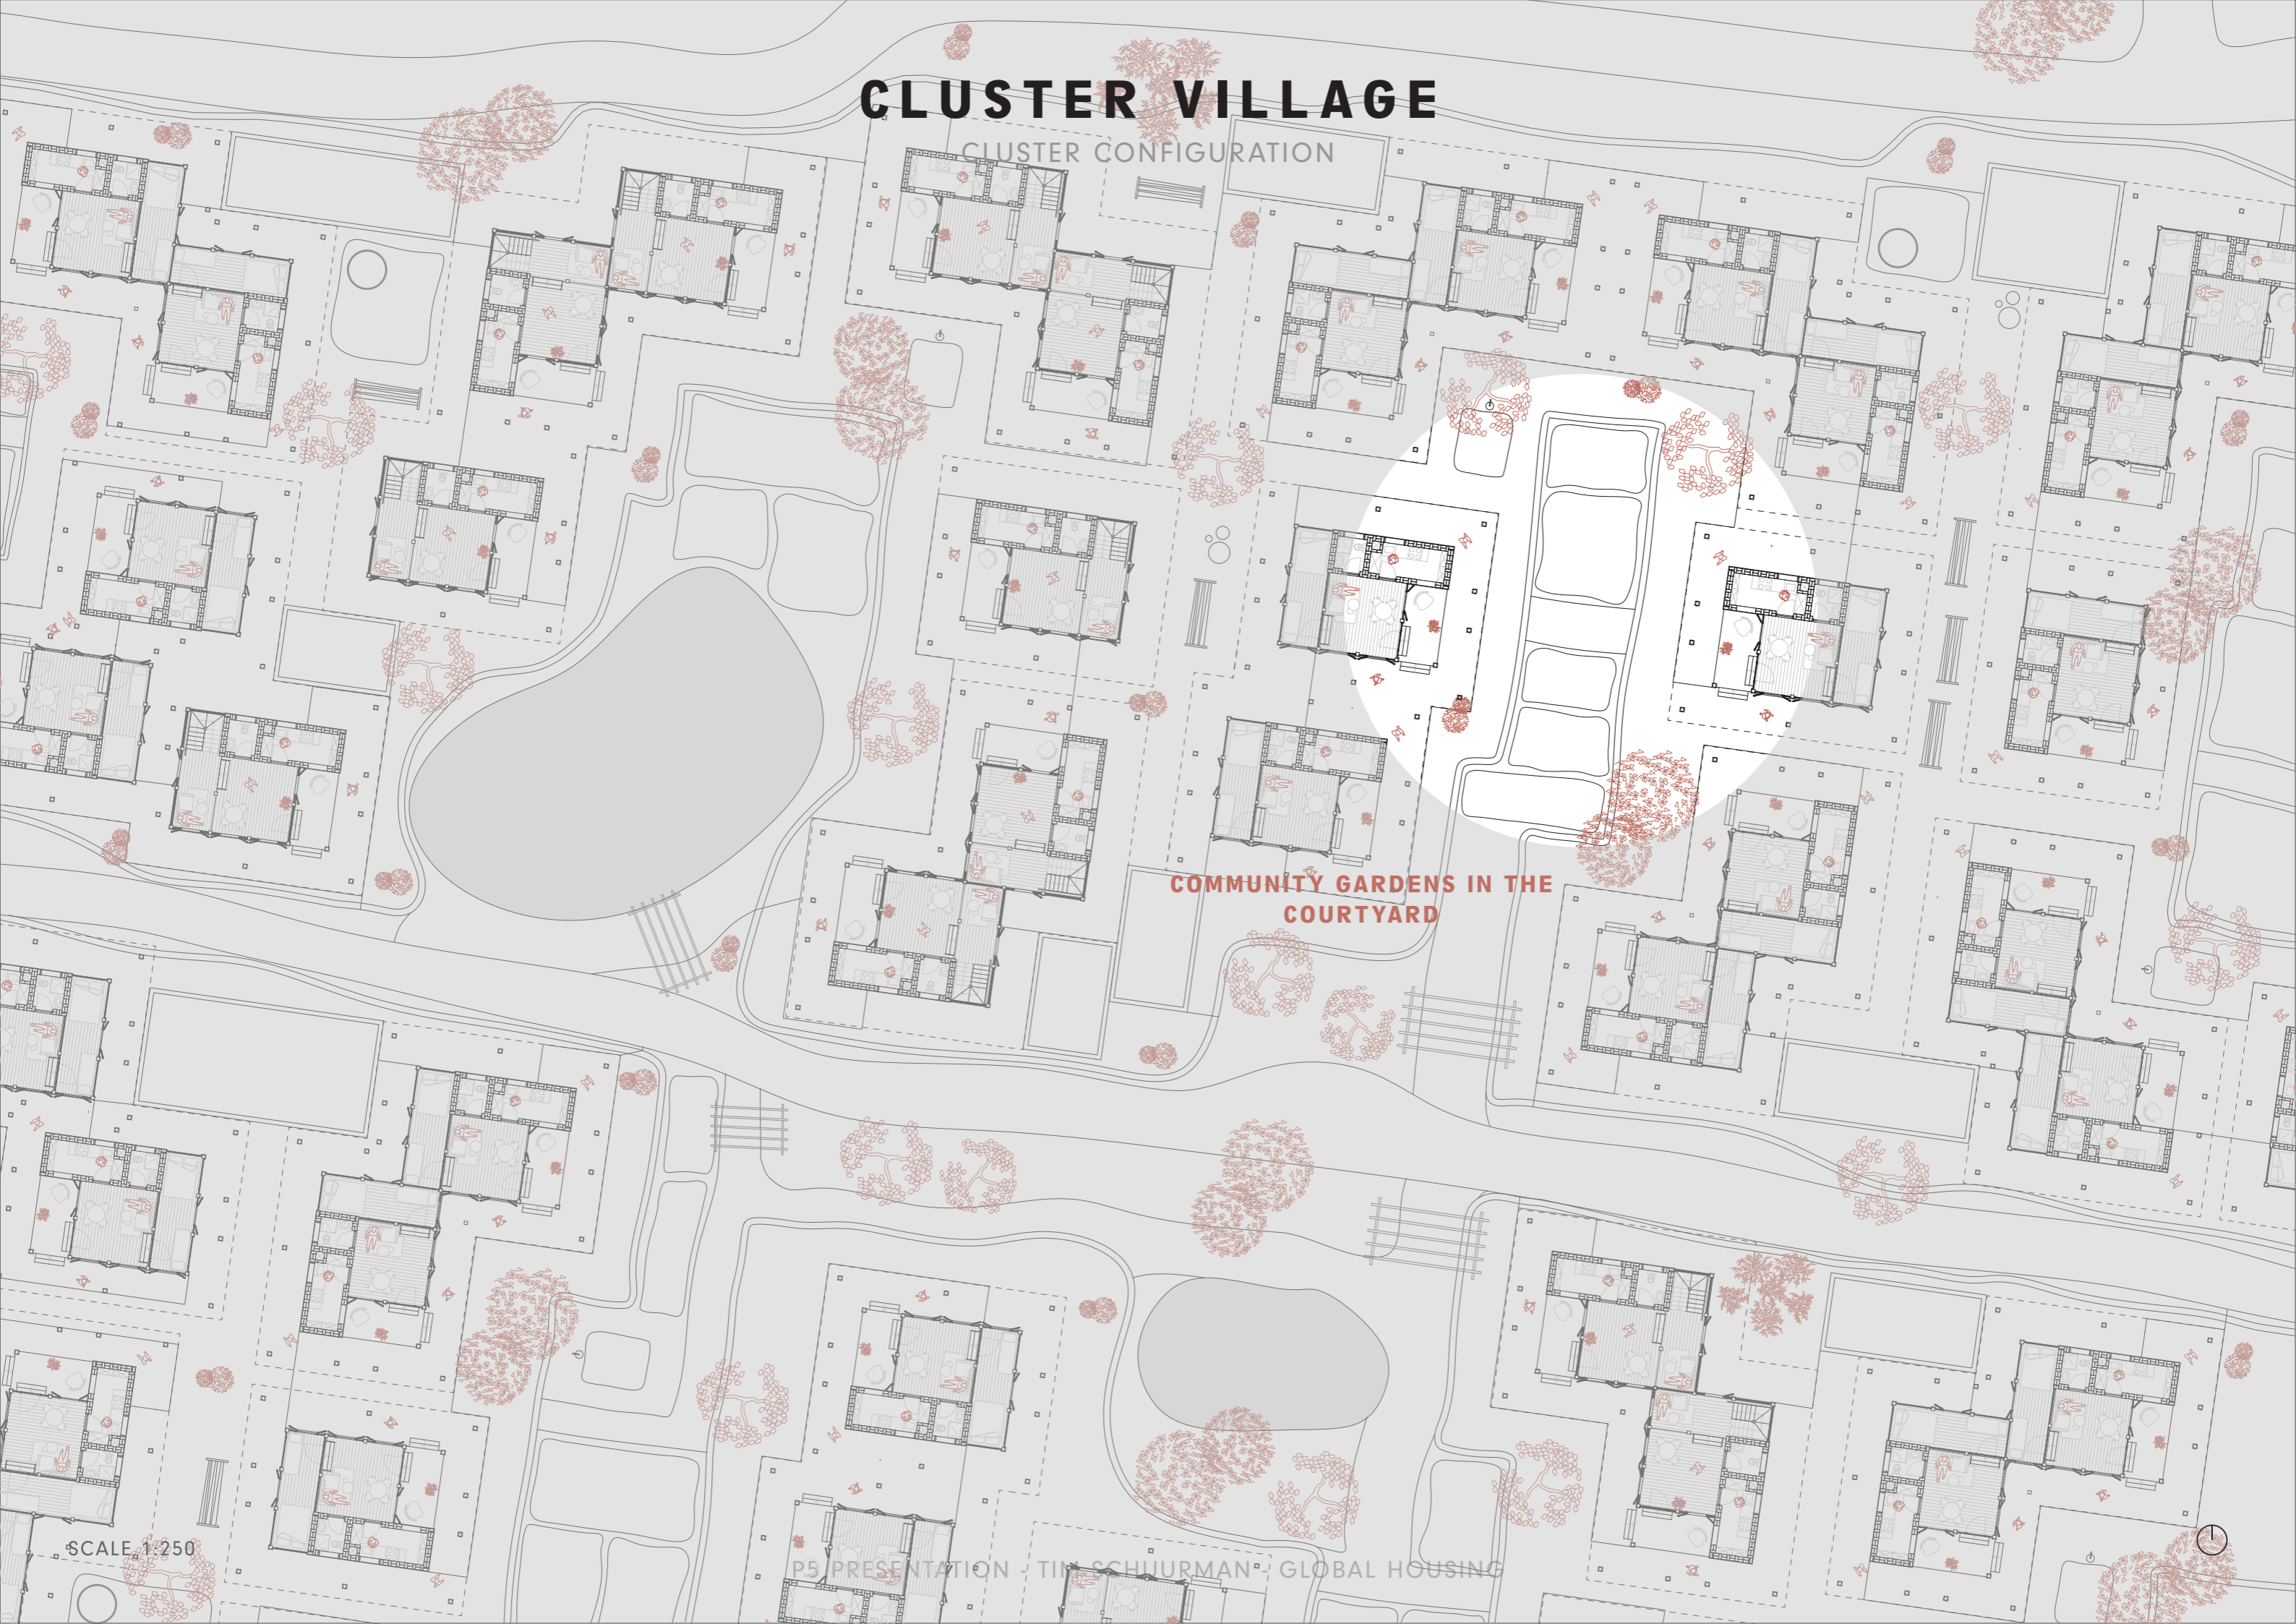 CLUSTER VILLAGE
CLUSTER CONFIGURATION
COMMUNITY GARDENS IN THE
COURTYARD
SCALE 1:250
P5 PRESENTATION - TIM SCHUURMAN - GLOBAL HOUSING